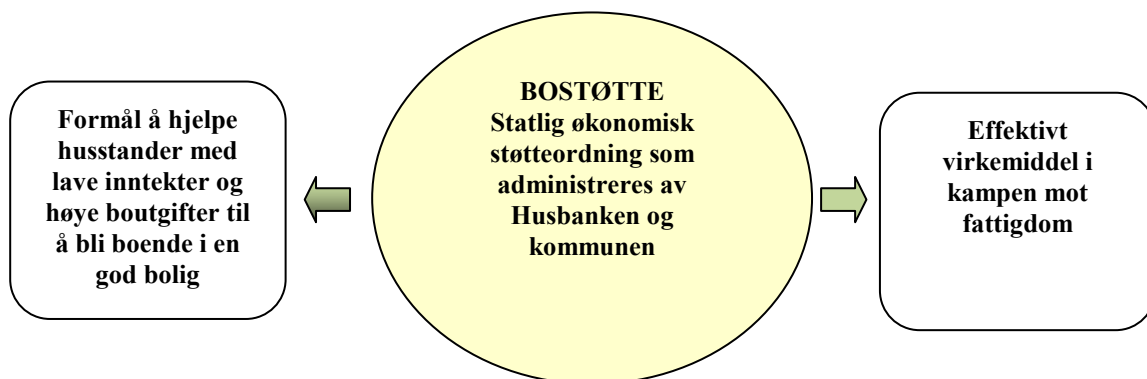 Formål å hjelpe
husstander med
lave inntekter og
høye boutgifter til
å bli boende i en
god bolig
BOSTØTTE
Statlig økonomisk
støtteordning som
administreres av
Husbanken og
kommunen
Effektivt
virkemiddel i
kampen mot
fattigdom